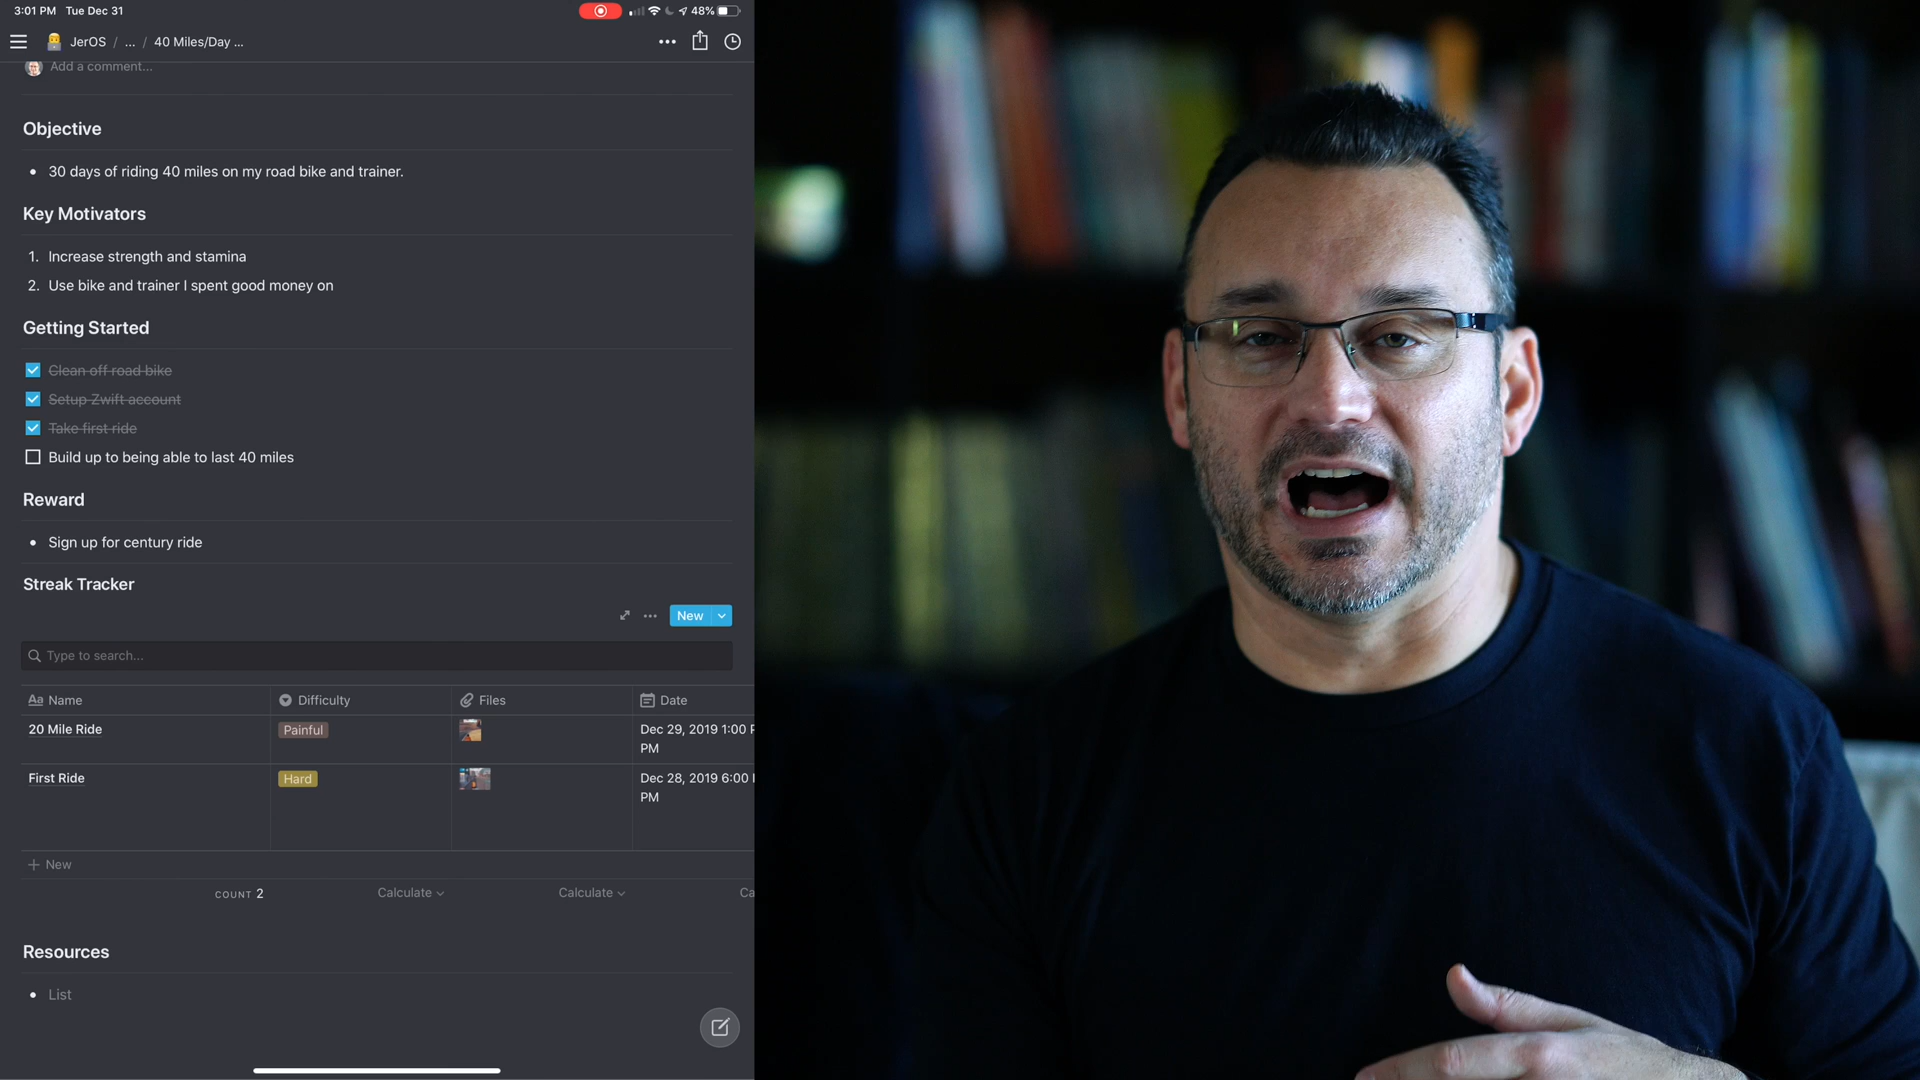 3:01 PM Tue Dec 31 48%
JerOS / ... / 40 Miles/Day ...
Add a comment...
Objective
• 30 days of riding 40 miles on my road bike and trainer.
Key Motivators
1. Increase strength and stamina
2. Use bike and trainer I spent good money on
Getting Started
Clean off road bike
Setup Zwift account
Take first ride
Build up to being able to last 40 miles
Reward
• Sign up for century ride
Streak Tracker
New
Type to search...
Aa Name Difficulty Files Date
20 Mile Ride Painful Dec 29, 2019 1:00 P
PM
First Ride Hard Dec 28, 2019 6:00
PM
+ New
COUNT 2 Calculate Calculate Ca
Resources
• List